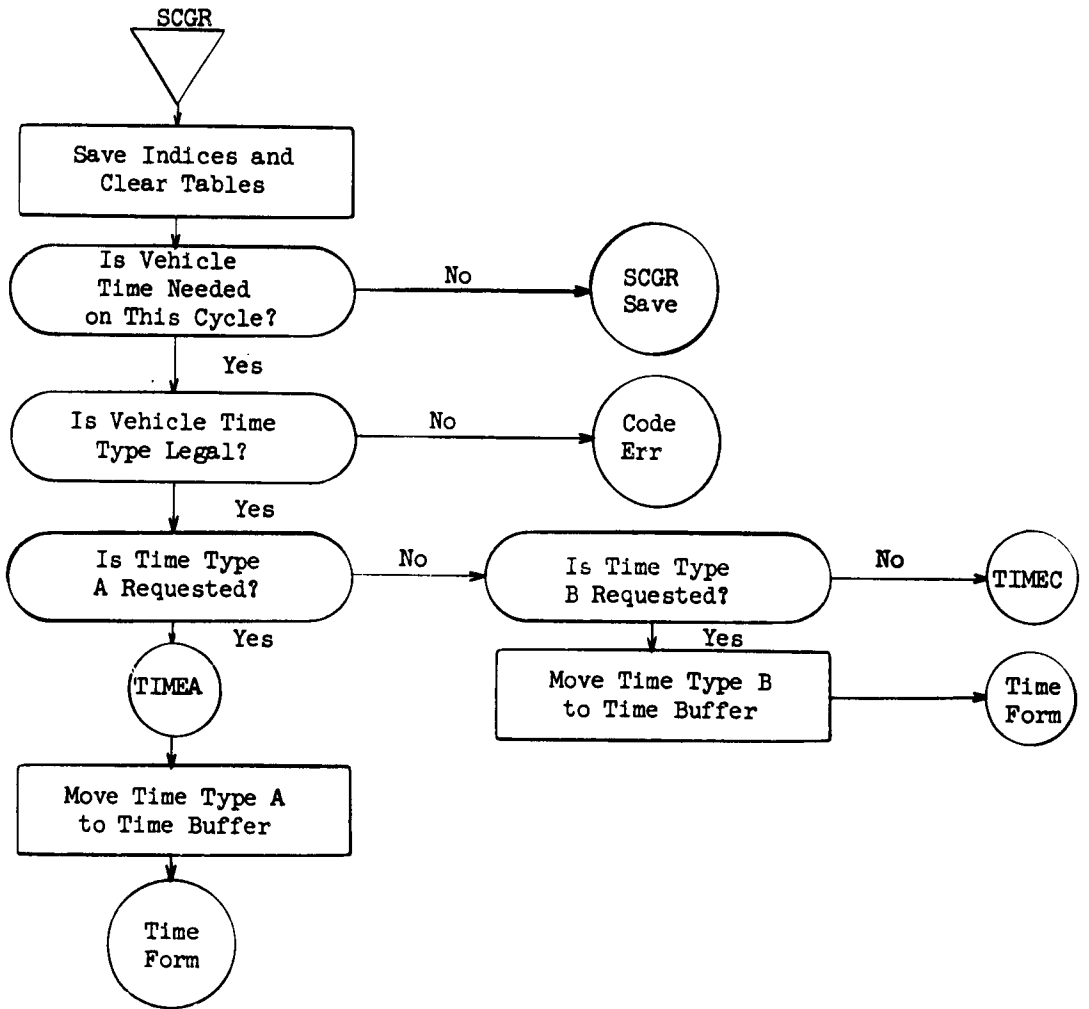 SCGR
Save Indices and
Clear Tables
Is Vehicle
Time Needed
on This Cycle?
No
SCGR
Save
Yes
Is Vehicle Time
Type Legal?
No
Code
Err
Yes
Is Time Type
A Requested?
No
Is Time Type
B Requested?
No
TIMEC
Yes
Yes
TIMEA
Move Time Type B
to Time Buffer
Time
Form
Move Time Type A
to Time Buffer
Time
Form